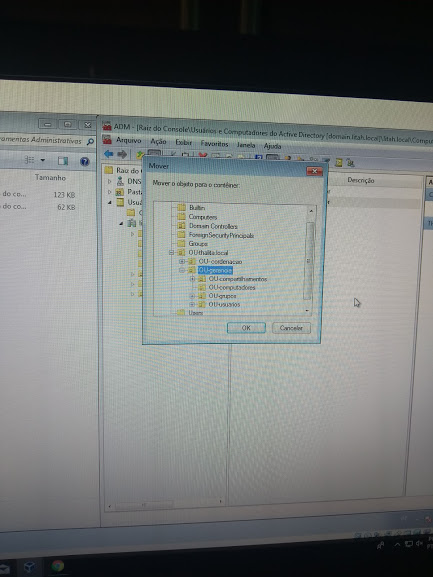 ramentas Administrativas
Tamanho
do co... 123 KB
do co... 62 KB
ADM - [Raiz do Console\Usuários e Computadores do Active Directory [domain.litah.local]\litah.local\Compu
Arquivo Ação Exibir Favoritos Janela Ajuda
Raiz do
DNS
Pasta
Usuá
Descrição
Mover
Mover o objeto para o contêiner:
Builtin
Computers
Domain Controllers
ForeignSecurityPrincipals
Groups
OU-thalita.local
OU-cordenacao
OU-gerencia
OU-compartilhamentos
OU-computadores
OU-grupos
OU-usuarios
Users
OK Cancelar